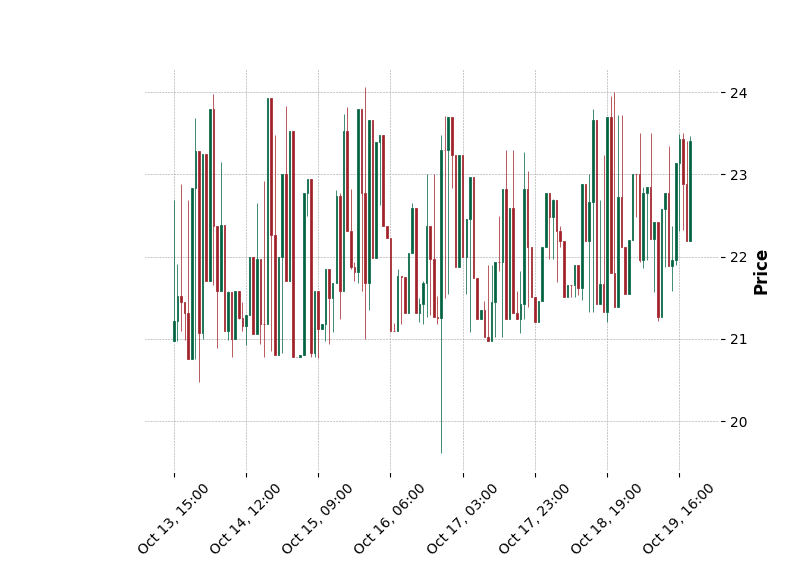 24
23
22
21
20
Price
Oct 13, 15:00
Oct 14, 12:00
Oct 15, 09:00
Oct 16, 06:00
Oct 17, 03:00
Oct 17, 23:00
Oct 18, 19:00
Oct 19, 16:00